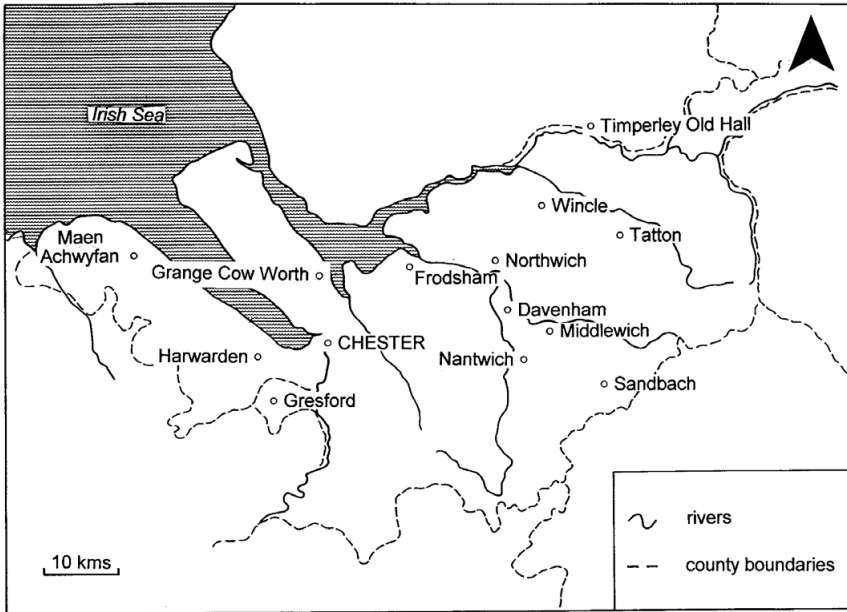 Irish Sea
Timperley Old Hall
Wincle
Maen
Achwyfan
Tatton
Grange Cow Worth
Northwich
Frodsham
Davenham
CHESTER
Middlewich
Harwarden
Nantwich
Sandbach
Gresford
rivers
10 kms
county boundaries